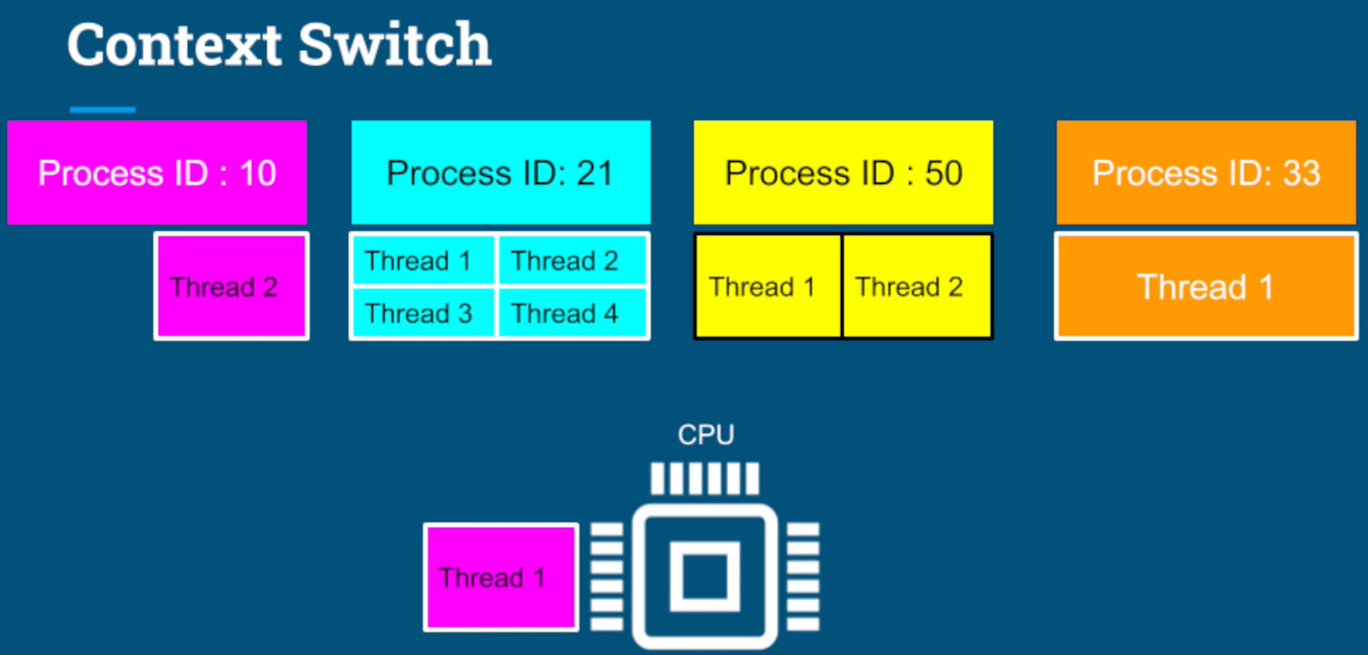 Context Switch
Process ID : 10
Process ID: 21
Process ID : 50
Process ID: 33
Thread 2
Thread 1
Thread 2
Thread 3
Thread 4
Thread 1
Thread 2
Thread 1
CPU
Thread 1